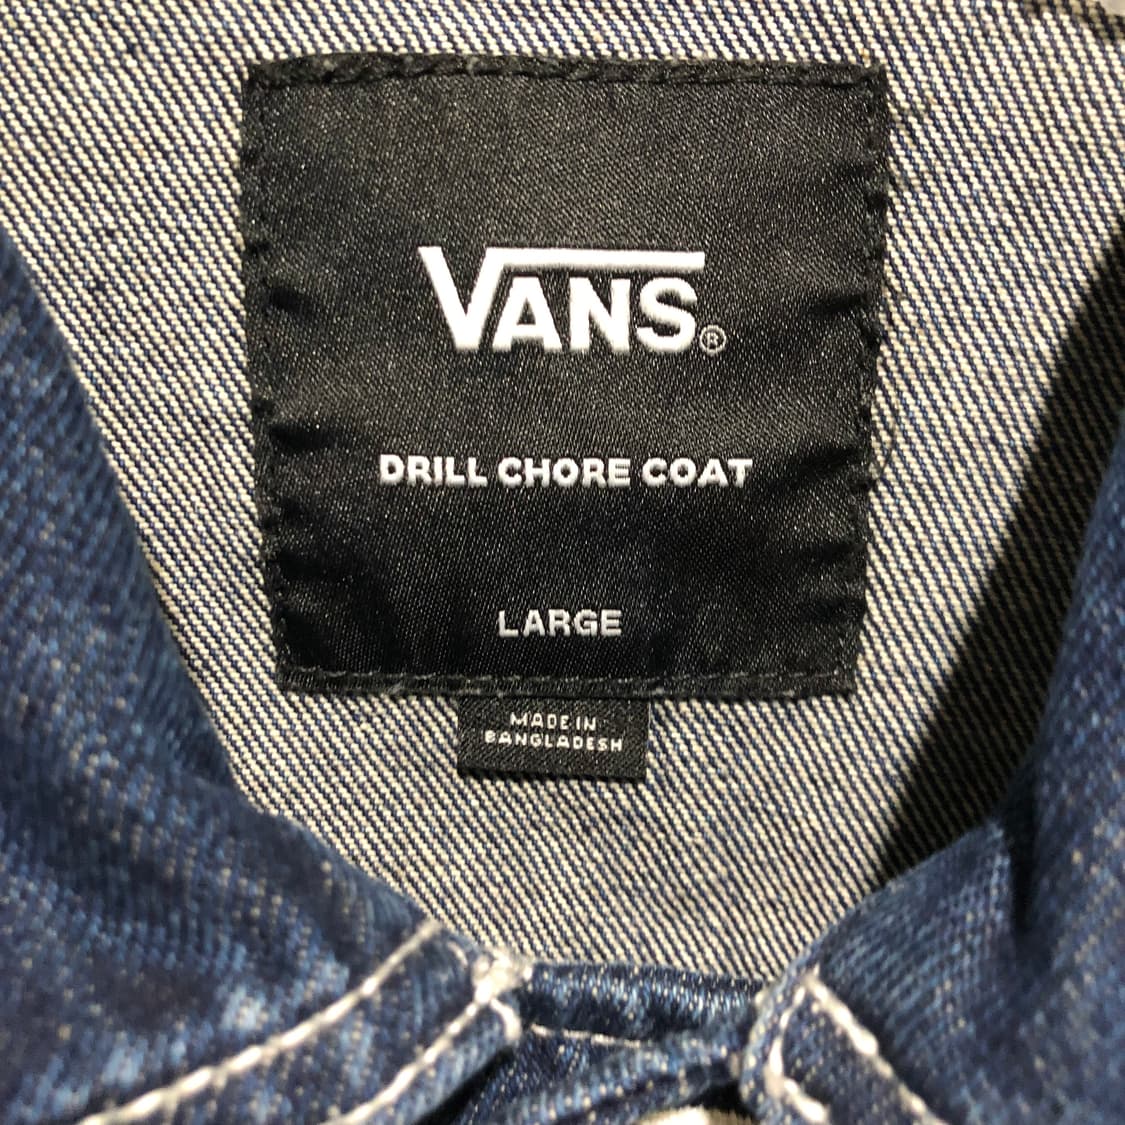 VANS®
DRILL CHORE COAT
LARGE
MADE IN
BANGLADESH